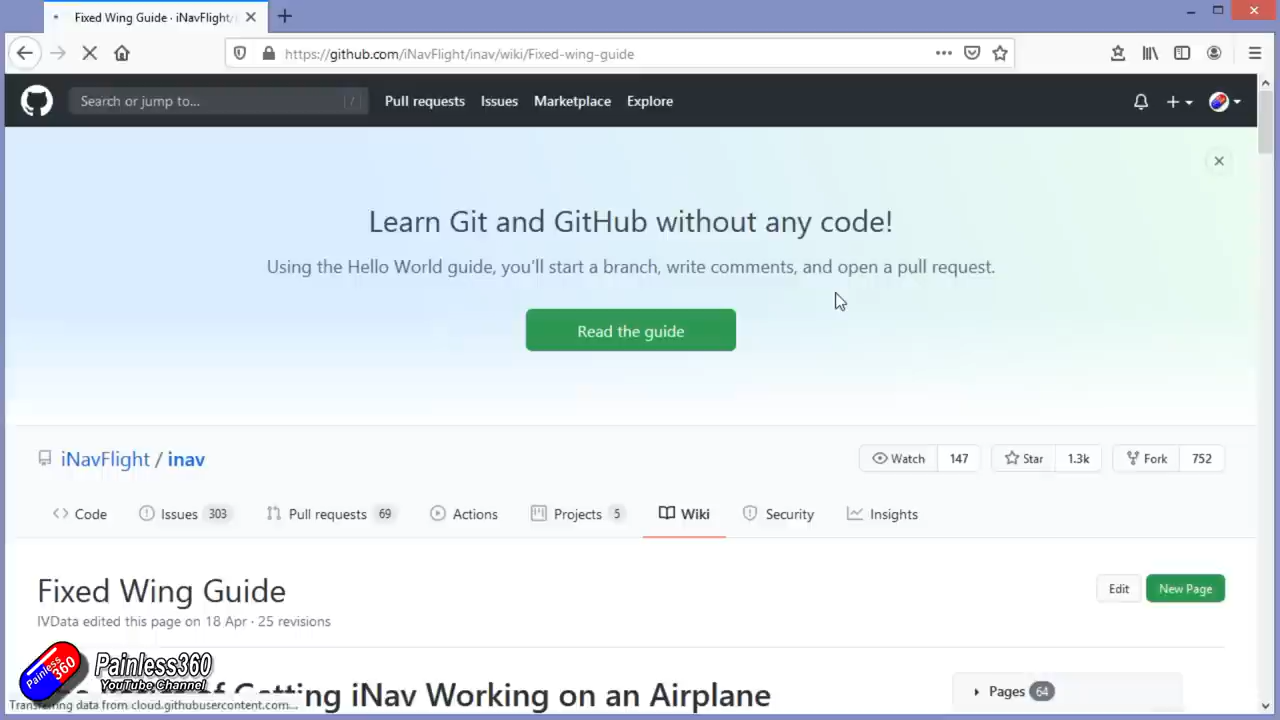 Fixed Wing Guide · iNavFlight/
https://github.com/iNavFlight/inav/wiki/Fixed-wing-guide
Search or jump to... /
Pull requests Issues Marketplace Explore
Learn Git and GitHub without any code!
Using the Hello World guide, you'll start a branch, write comments, and open a pull request.
Read the guide
iNavFlight / inav
Watch 147 Star 1.3k Fork 752
Code Issues 303 Pull requests 69 Actions Projects 5 Wiki Security Insights
Fixed Wing Guide
Edit New Page
IVData edited this page on 18 Apr · 25 revisions
of Getting iNav Working on an Airplane
Pages 64
Painless360
YouTube Channel
Painless 360
Transferring data from cloud.githubusercontent.com...